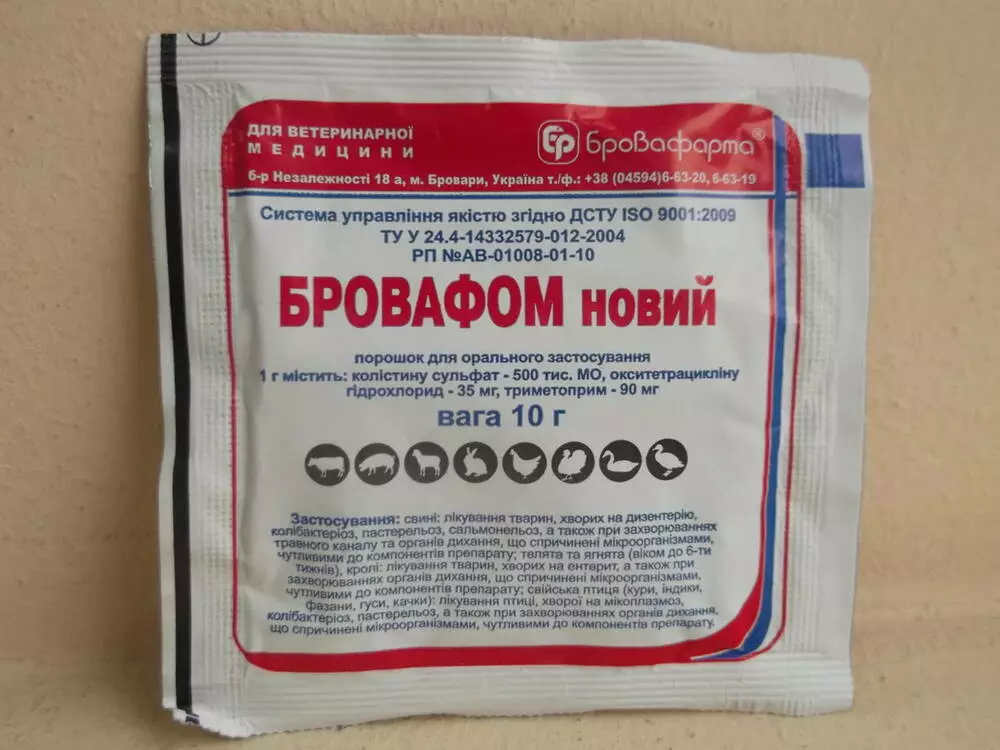 ДЛЯ ВЕТЕРИНАРНОЇ
МЕДИЦИНИ
БР БроВафарма®
б-р Незалежності 18 а, м. Бровари, Україна т./ф.: +38 (04594)6-63-20, 6-63-19
Система управління якістю згідно ДСТУ ISO 9001:2009
ТУ У 24.4-14332579-012-2004
РП №АВ-01008-01-10
БРОВАФОМ НОВИЙ
порошок для орального застосування
1 г містить: колістину сульфат - 500 тис. МО, окситетрацикліну
гідрохлорид - 35 мг, триметоприм - 90 мг
вага 10 г
Застосування: свині: лікування тварин, хворих на дизентерію,
колібактеріоз, пастерельоз, сальмонельоз, а також при захворюваннях
травного каналу та органів дихання, що спричинені мікроорганізмами,
чутливими до компонентів препарату; телята та ягнята (віком до 6-ти
тижнів), кролі: лікування тварин, хворих на ентерит, а також при
захворюваннях органів дихання, що спричинені мікроорганізмами,
чутливими до компонентів препарату; свійська птиця (кури, індики,
фазани, гуси, качки): лікування птиці, хворої на мікоплазмоз,
колібактеріоз, пастерельоз, а також при захворюваннях органів дихання,
що спричинені мікроорганізмами, чутливими до компонентів препарату.